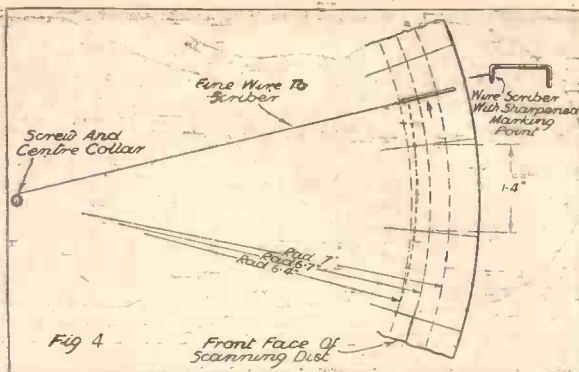 Fine Wire To
Scriber
Wire Scriber
With Sharpened
Marking
Point
Screw And
Centre Collar
1·4"
Rad 7"
Rad 6·7"
Rad 6·4"
Fig 4
Front Face Of
Scanning Disc